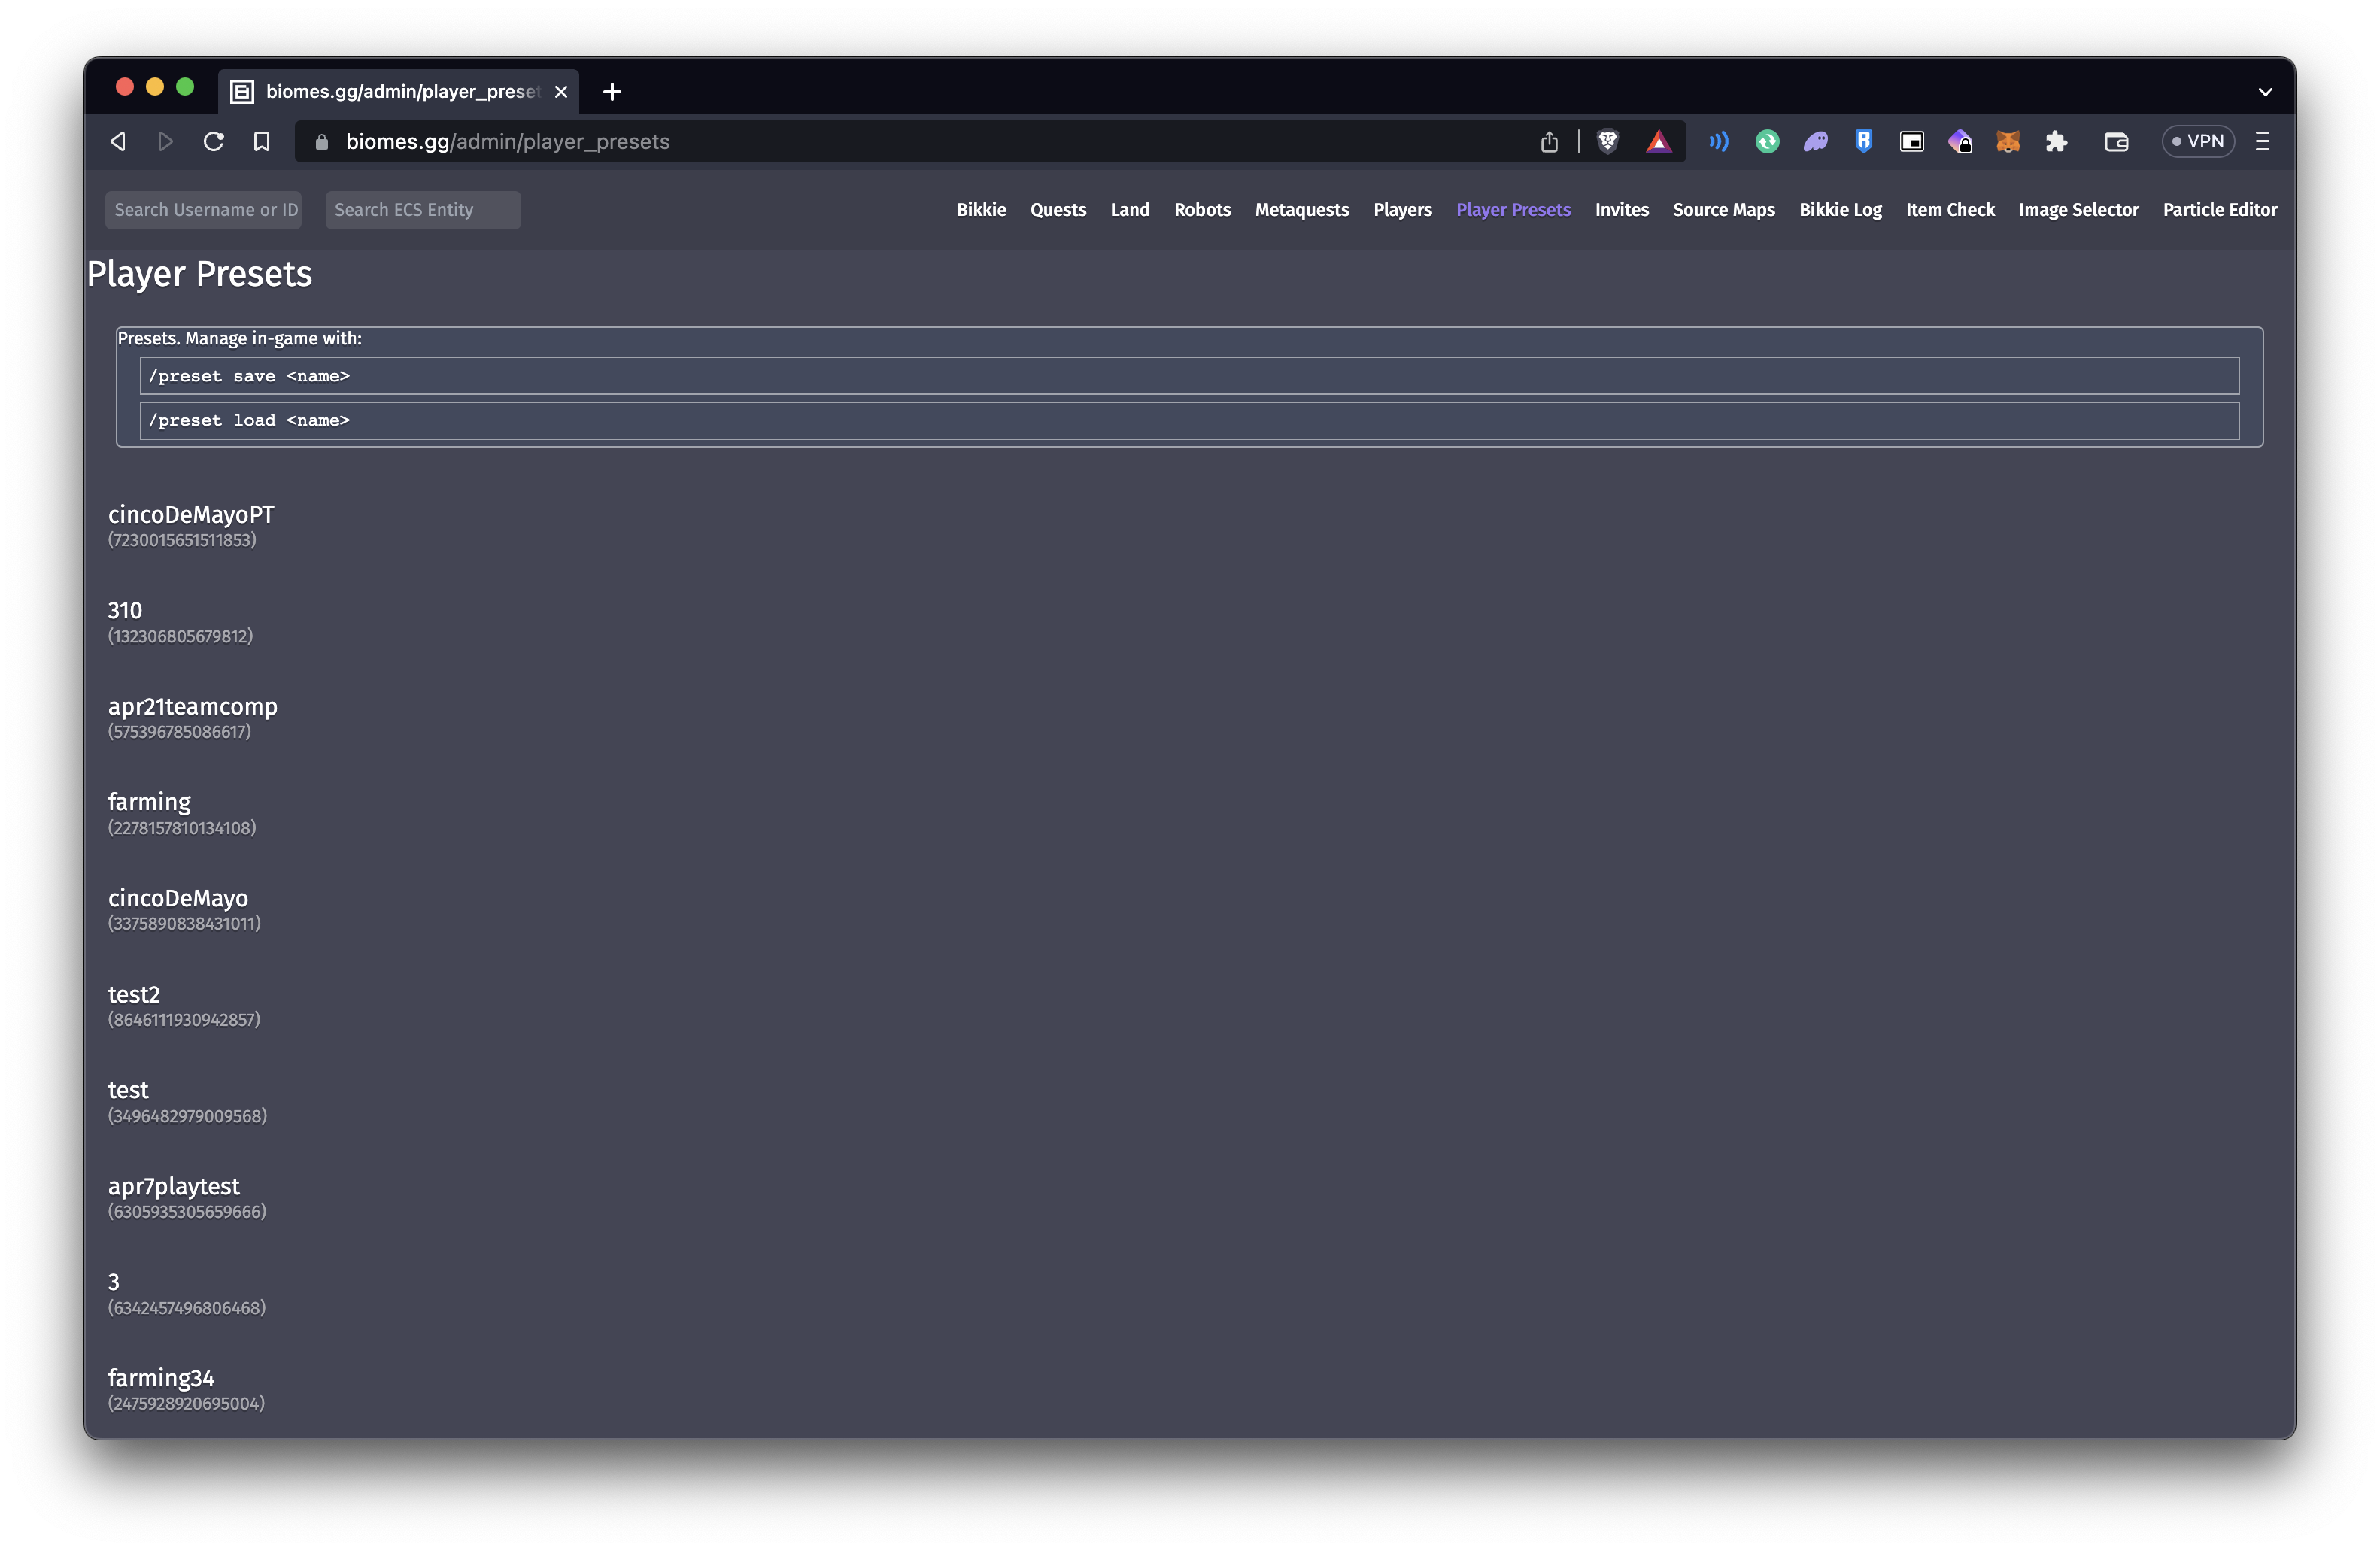 biomes.gg/admin/player_preset
biomes.gg/admin/player_presets
VPN
Search Username or ID
Search ECS Entity
Bikkie
Quests
Land
Robots
Metaquests
Players
Player Presets
Invites
Source Maps
Bikkie Log
Item Check
Image Selector
Particle Editor
Player Presets
Presets. Manage in-game with:
/preset save <name>
/preset load <name>
cincoDeMayoPT
(7230015651511853)
310
(132306805679812)
apr21teamcomp
(575396785086617)
farming
(2278157810134108)
cincoDeMayo
(3375890838431011)
test2
(8646111930942857)
test
(3496482979009568)
apr7playtest
(6305935305659666)
3
(6342457496806468)
farming34
(2475928920695004)